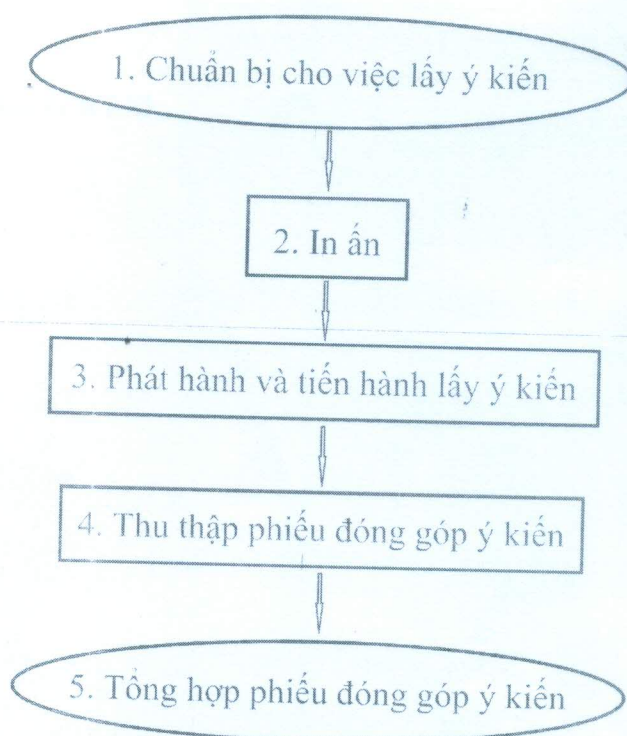 1. Chuẩn bị cho việc lấy ý kiến
2. In ấn
3. Phát hành và tiến hành lấy ý kiến
4. Thu thập phiếu đóng góp ý kiến
5. Tổng hợp phiếu đóng góp ý kiến